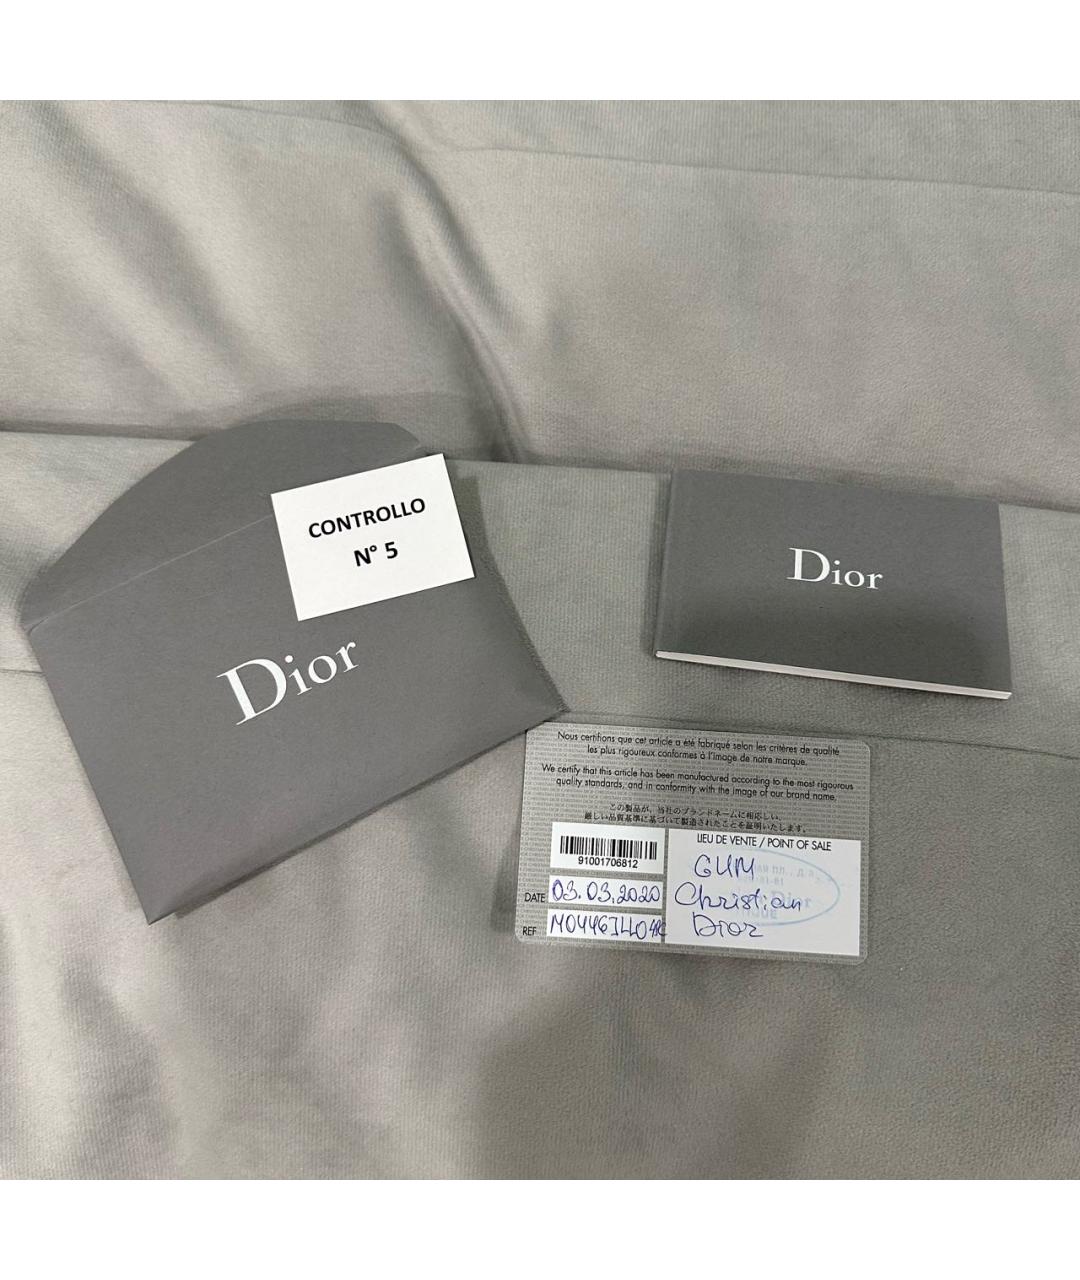 CONTROLLO
N° 5
Dior
Dior
Nous certifions que cet article a été fabriqué selon les critères de qualité
les plus rigoureux conformes à l'image de notre marque.
We certify that this article has been manufactured according to the most rigourous
quality standards, and in conformity with the image of our brand name.
この製品が、当社のブランドネームに相応しい、
厳しい品質基準に基づいて製造されたことを証明いたします。
91001706812
DATE 03.03.2020
REF
LIEU DE VENTE / POINT OF SALE
GUM
Christian
Dior